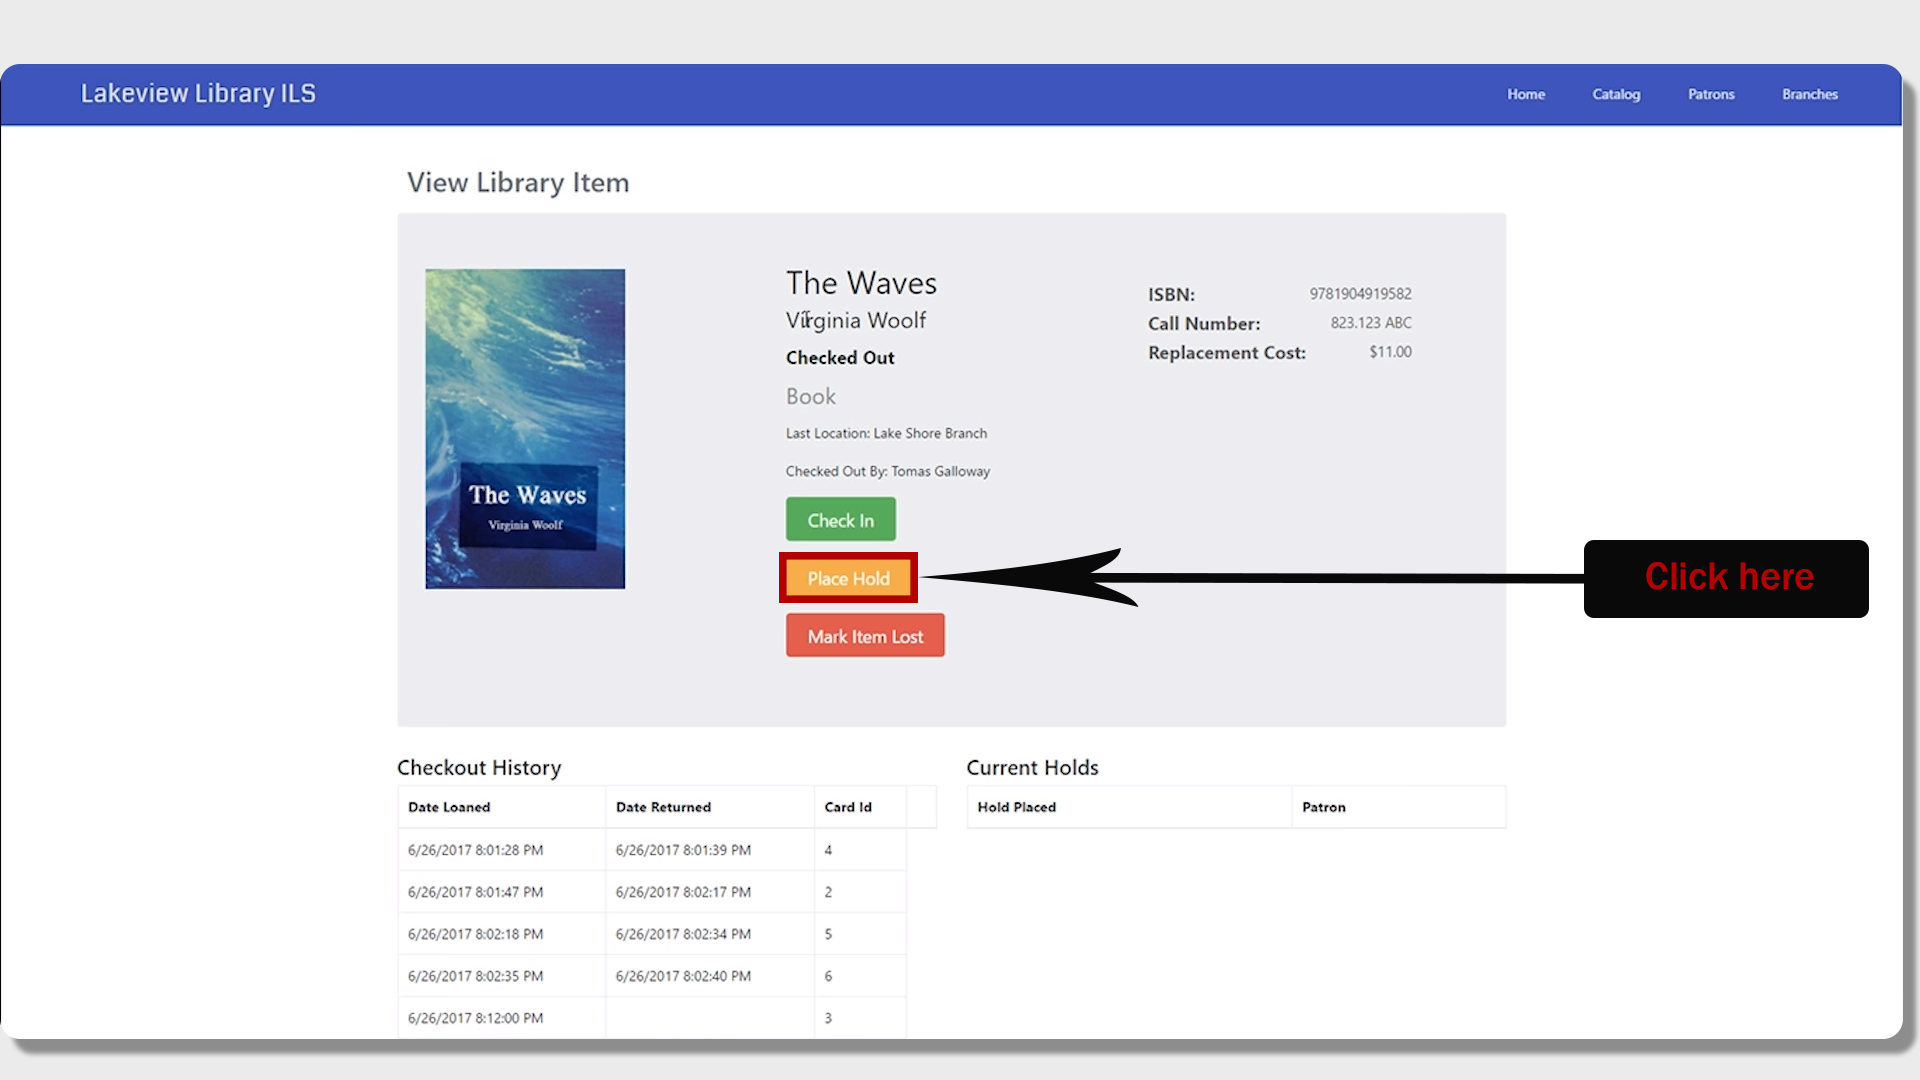 Lakeview Library ILS
Home Catalog Patrons Branches
View Library Item
The Waves
Virginia Woolf
The Waves
Virginia Woolf
Checked Out
Book
Last Location: Lake Shore Branch
Checked Out By: Tomas Galloway
Check In
Place Hold
Mark Item Lost
ISBN: 9781904919582
Call Number: 823.123 ABC
Replacement Cost: $11.00
Click here
Checkout History
Date Loaned Date Returned Card Id
6/26/2017 8:01:28 PM 6/26/2017 8:01:39 PM 4
6/26/2017 8:01:47 PM 6/26/2017 8:02:17 PM 2
6/26/2017 8:02:18 PM 6/26/2017 8:02:34 PM 5
6/26/2017 8:02:35 PM 6/26/2017 8:02:40 PM 6
6/26/2017 8:12:00 PM 3
Current Holds
Hold Placed Patron